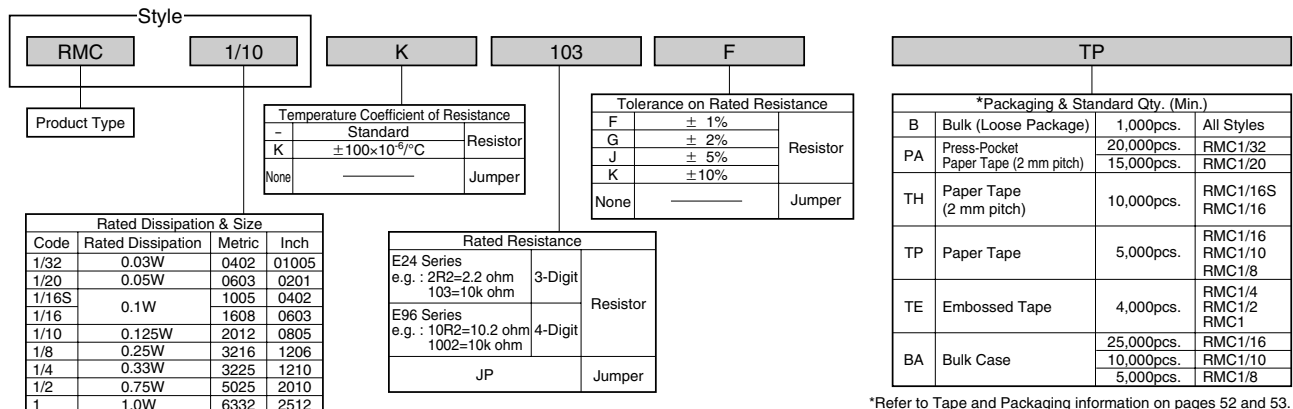 Style
RMC 1/10 K 103 F TP
Product Type
Temperature Coefficient of Resistance
– Standard Resistor
K ±100×10-6/°C
None ——— Jumper
Tolerance on Rated Resistance
F ± 1% Resistor
G ± 2%
J ± 5%
K ±10%
None ——— Jumper
*Packaging & Standard Qty. (Min.)
B Bulk (Loose Package) 1,000pcs. All Styles
PA Press-Pocket 20,000pcs. RMC1/32
Paper Tape (2 mm pitch) 15,000pcs. RMC1/20
TH Paper Tape 10,000pcs. RMC1/16S
(2 mm pitch) RMC1/16
TP Paper Tape 5,000pcs. RMC1/16
RMC1/10
RMC1/8
TE Embossed Tape 4,000pcs. RMC1/4
RMC1/2
RMC1
BA Bulk Case 25,000pcs. RMC1/16
10,000pcs. RMC1/10
5,000pcs. RMC1/8
*Refer to Tape and Packaging information on pages 52 and 53.
Rated Dissipation & Size
Code Rated Dissipation Metric Inch
1/32 0.03W 0402 01005
1/20 0.05W 0603 0201
1/16S 0.1W 1005 0402
1/16 1608 0603
1/10 0.125W 2012 0805
1/8 0.25W 3216 1206
1/4 0.33W 3225 1210
1/2 0.75W 5025 2010
1 1.0W 6332 2512
Rated Resistance
E24 Series
e.g. : 2R2=2.2 ohm 3-Digit Resistor
103=10k ohm
E96 Series
e.g. : 10R2=10.2 ohm 4-Digit
1002=10k ohm
JP Jumper